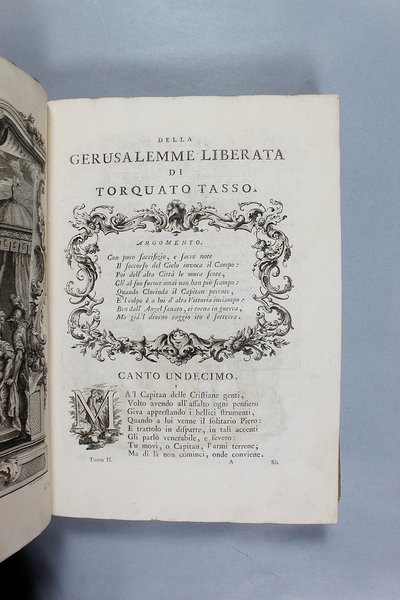 DELLA
GERUSALEMME LIBERATA
DI
TORQUATO TASSO.
ARGOMENTO.
Con puro sacrifizio, e sacre note
Il soccorso del Cielo invoca il Campo:
Poi dell'alta Città le mura scote,
Ch'al suo furore omai non han più scampo:
Quando Clorinda il Capitan percote,
E'l colpo è a lui d'alta Vittoria inciampo:
Ben dall'Angel sanato, ei torna in guerra,
Ma già'l diurno raggio ito è sotterra.
CANTO UNDECIMO.
I
MA'l Capitan delle Cristiane genti,
Volto avendo all'assalto ogni pensiero
Giva apprestando i bellici strumenti,
Quando a lui venne il solitario Piero:
E trattolo in disparte, in tali accenti
Gli parlò venerabile, e severo:
Tu movi, o Capitan, l'armi terrene;
Ma di là non cominci, onde conviene.
Tomo II. A Sia